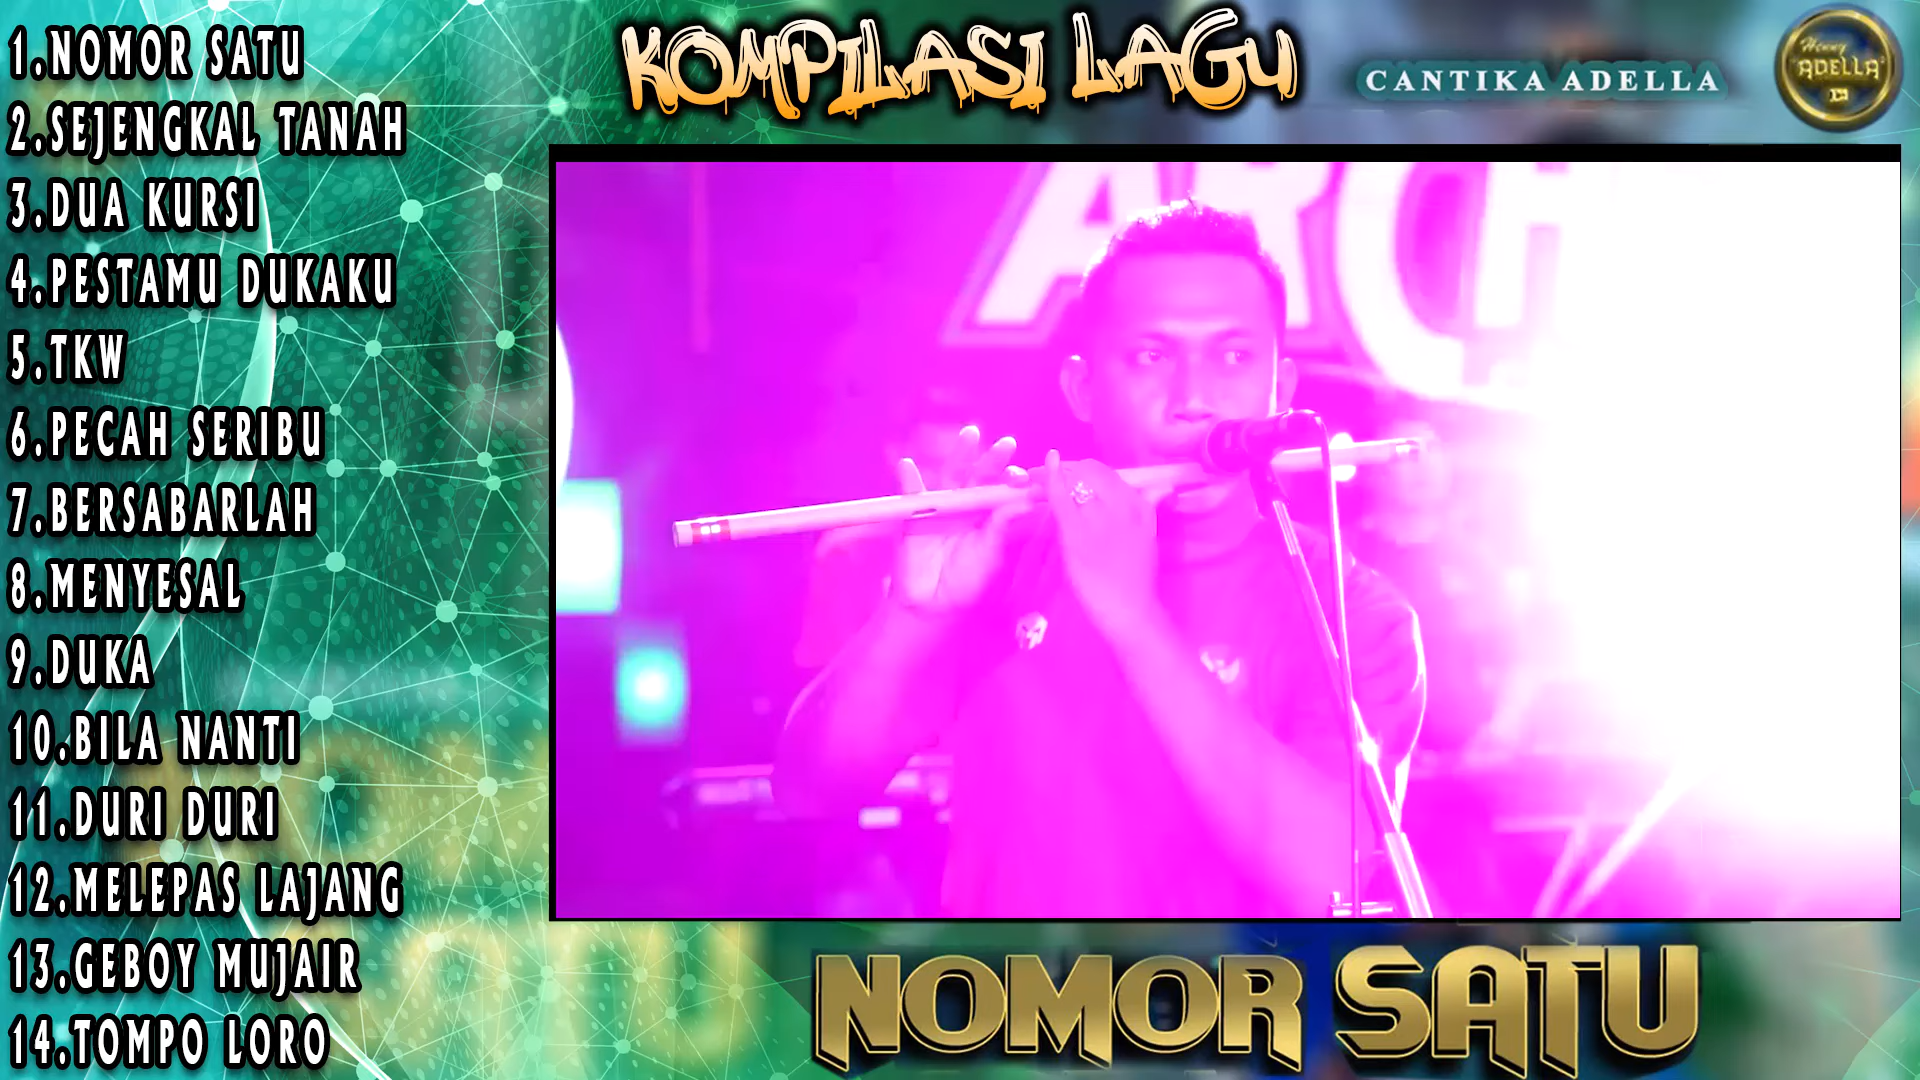 1.NOMOR SATU
2.SEJENGKAL TANAH
3.DUA KURSI
4.PESTAMU DUKAKU
5.TKW
6.PECAH SERIBU
7.BERSABARLAH
8.MENYESAL
9.DUKA
10.BILA NANTI
11.DURI DURI
12.MELEPAS LAJANG
13.GEBOY MUJAIR
14.TOMPO LORO
KOMPILASI LAGU
CANTIKA ADELLA
Henny
ADELLA
ARCH
NOMOR SATU